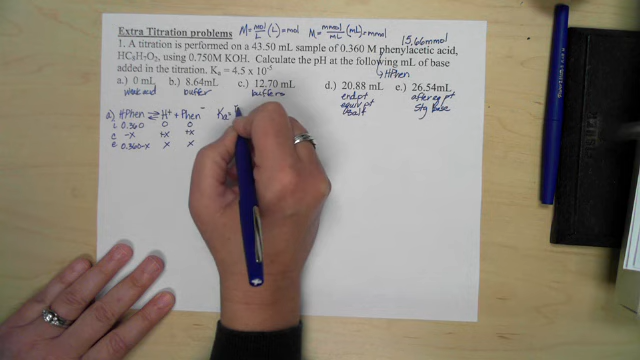 Extra Titration problems M = mol/L (L) = mol M = mmol/mL (mL) = mmol 15.66mmol
1. A titration is performed on a 43.50 mL sample of 0.360 M phenylacetic acid,
HC₈H₇O₂, using 0.750M KOH. Calculate the pH at the following mL of base
added in the titration. Kₐ = 4.5 x 10⁻⁵ HPhen
a.) 0 mL b.) 8.64mL c.) 12.70 mL d.) 20.88 mL e.) 26.54mL
weak acid buffer buffers endpt after eq pt
equiv pt stg base
salt
a) HPhen ⇌ H⁺ + Phen⁻ Ka=
i 0.360 0 0
c -x +x +x
e 0.360-x x x